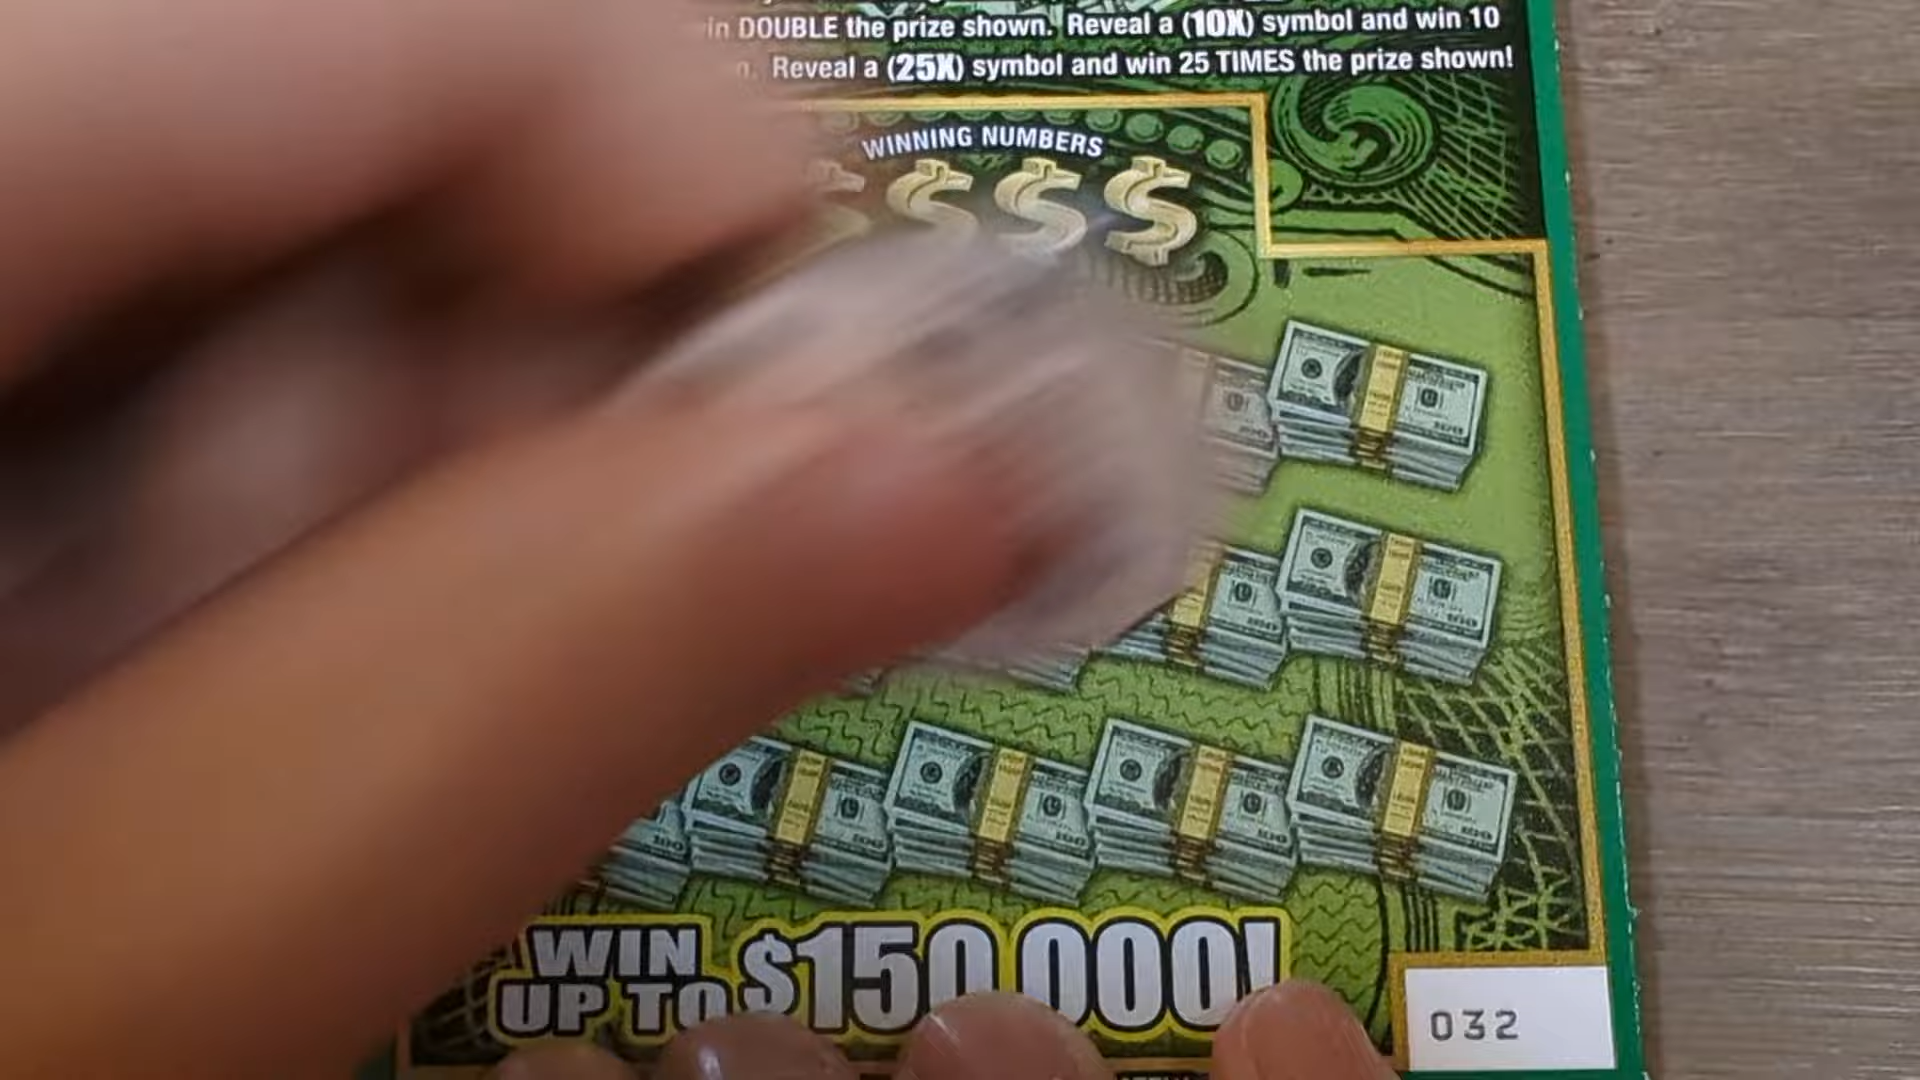 in DOUBLE the prize shown. Reveal a (10X) symbol and win 10
n. Reveal a (25X) symbol and win 25 TIMES the prize shown!
WINNING NUMBERS
WIN
UP TO $150,000!
032